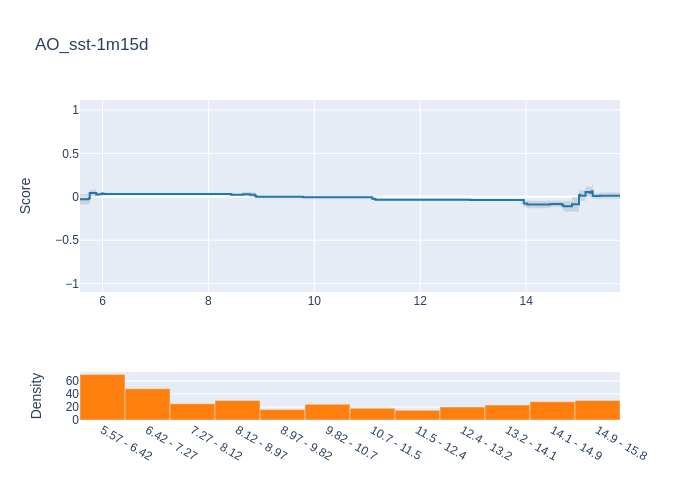 AO_sst-1m15d
1
0.5
0
−0.5
−1
Score
6 8 10 12 14
60
40
20
0
Density
5.57 - 6.42
6.42 - 7.27
7.27 - 8.12
8.12 - 8.97
8.97 - 9.82
9.82 - 10.7
10.7 - 11.5
11.5 - 12.4
12.4 - 13.2
13.2 - 14.1
14.1 - 14.9
14.9 - 15.8